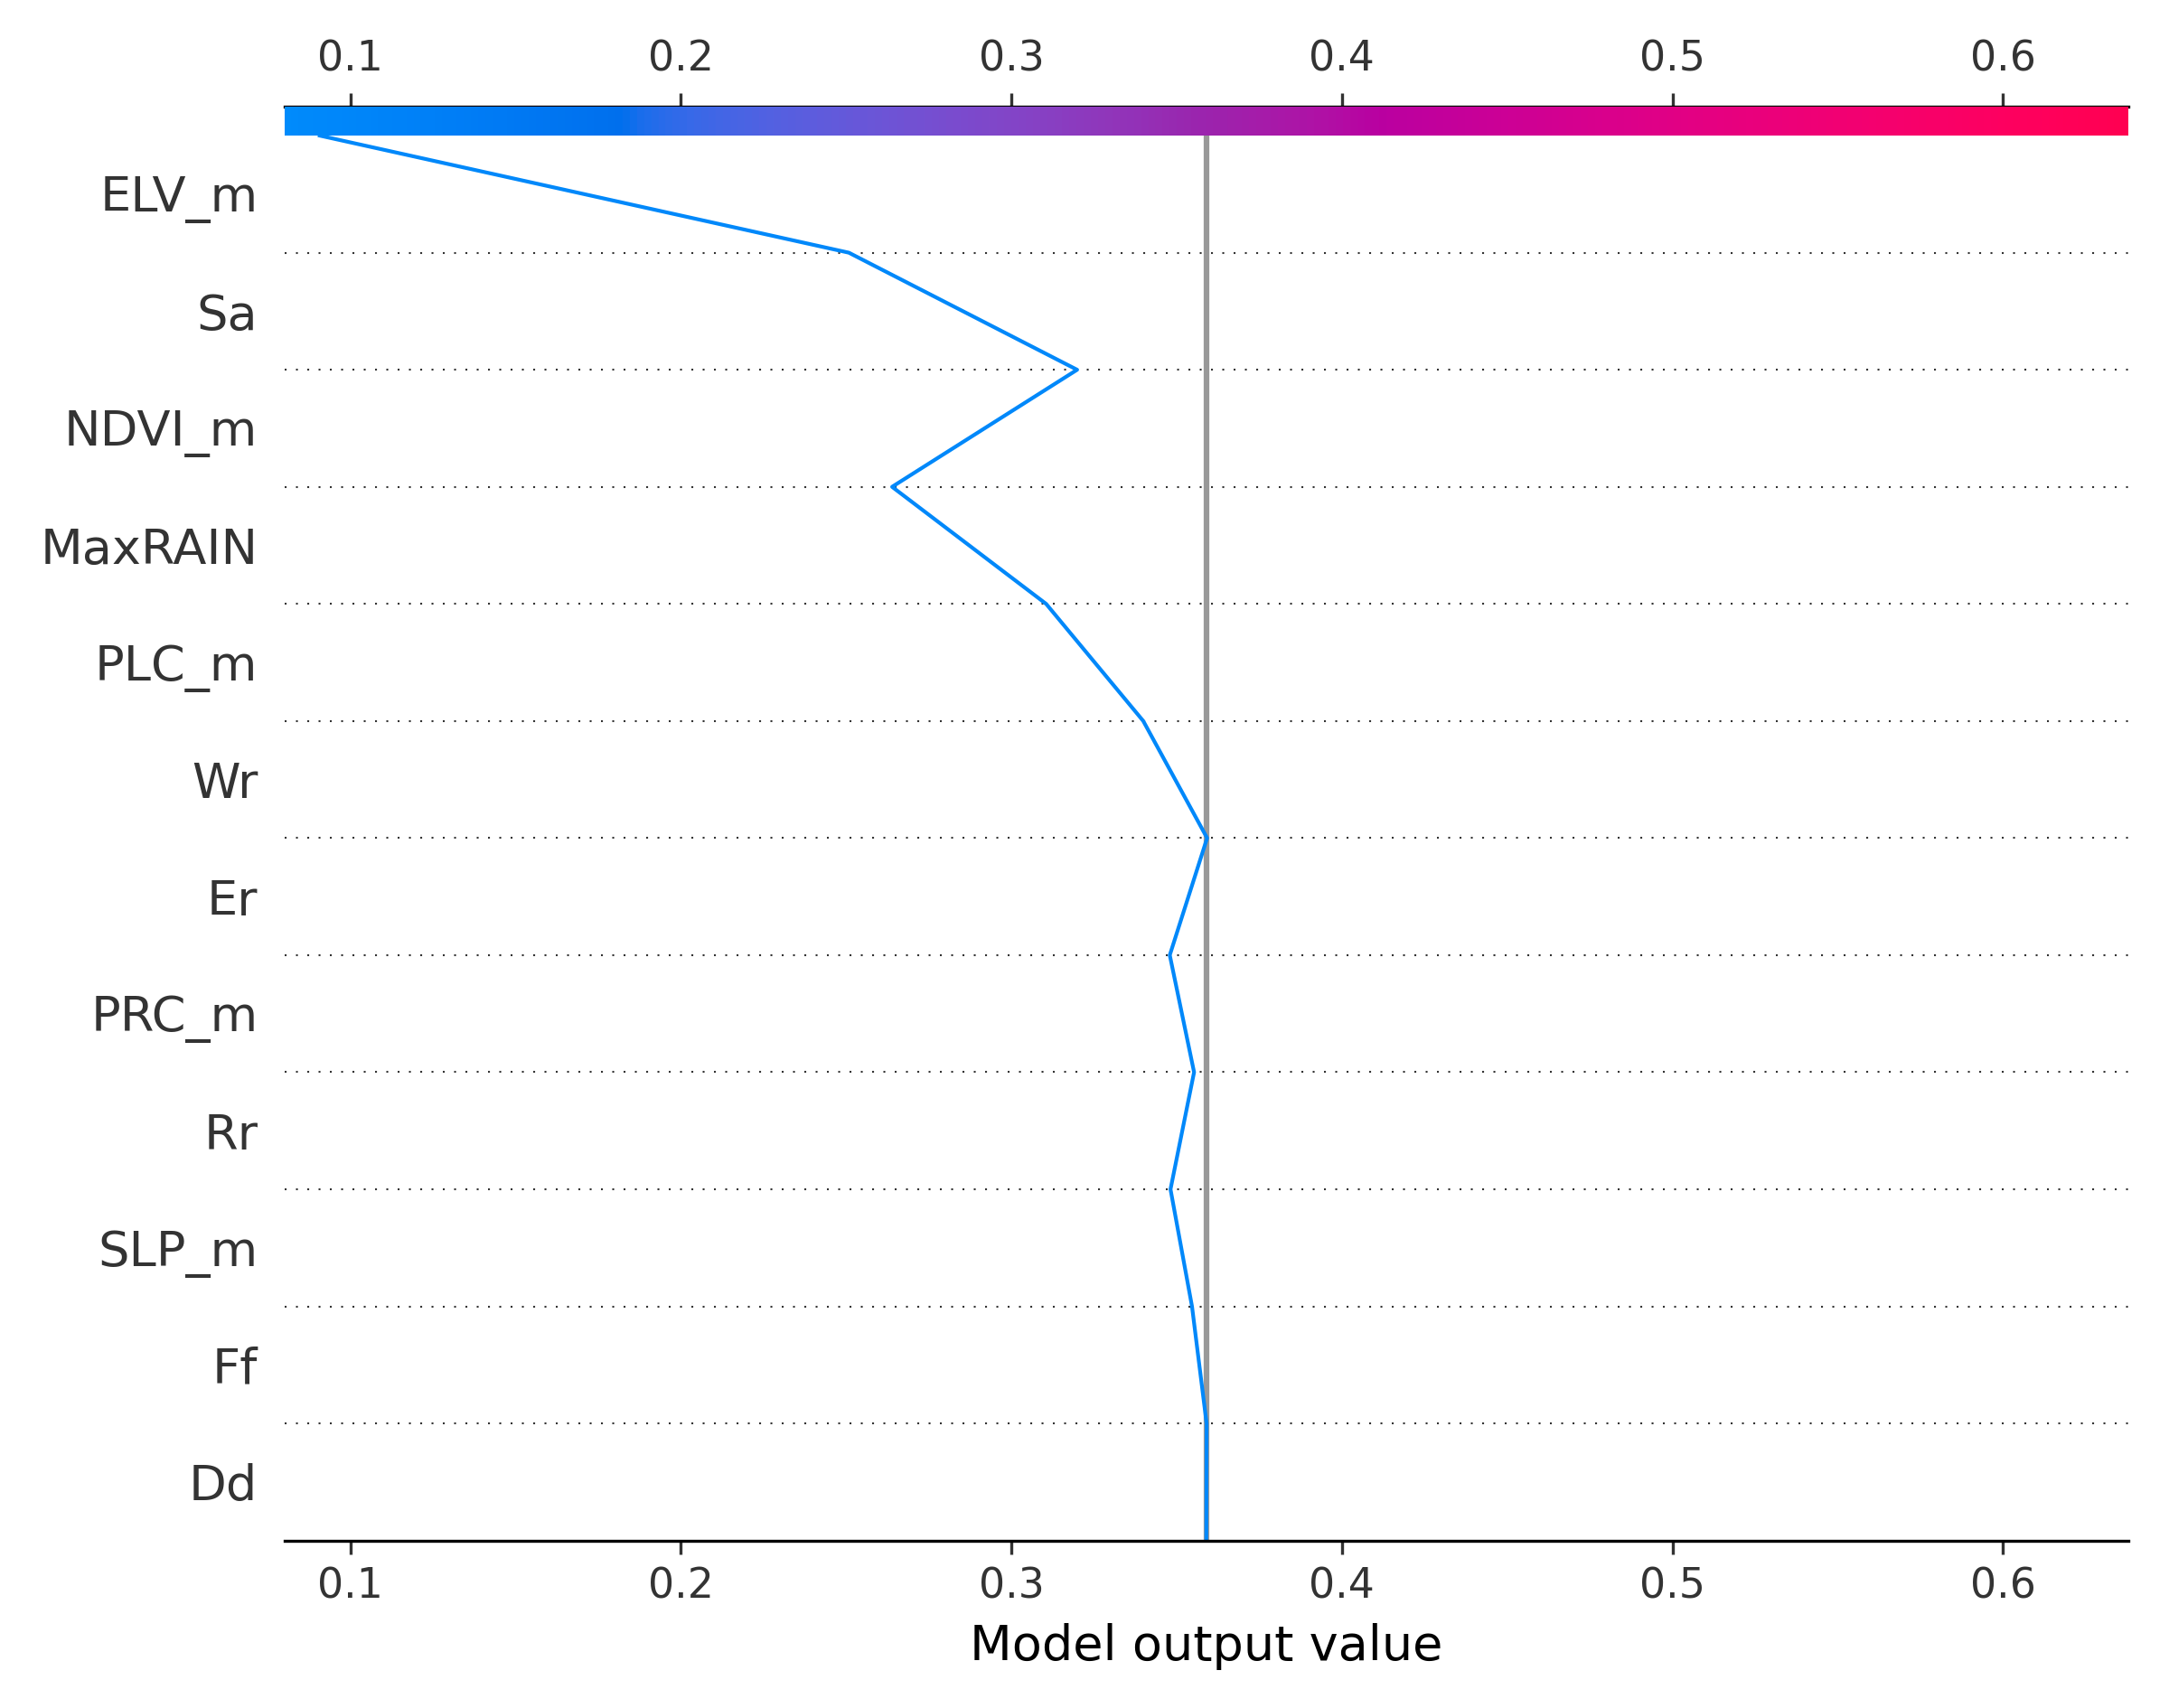 0.1 0.2 0.3 0.4 0.5 0.6
ELV_m
Sa
NDVI_m
MaxRAIN
PLC_m
Wr
Er
PRC_m
Rr
SLP_m
Ff
Dd
0.1 0.2 0.3 0.4 0.5 0.6
Model output value